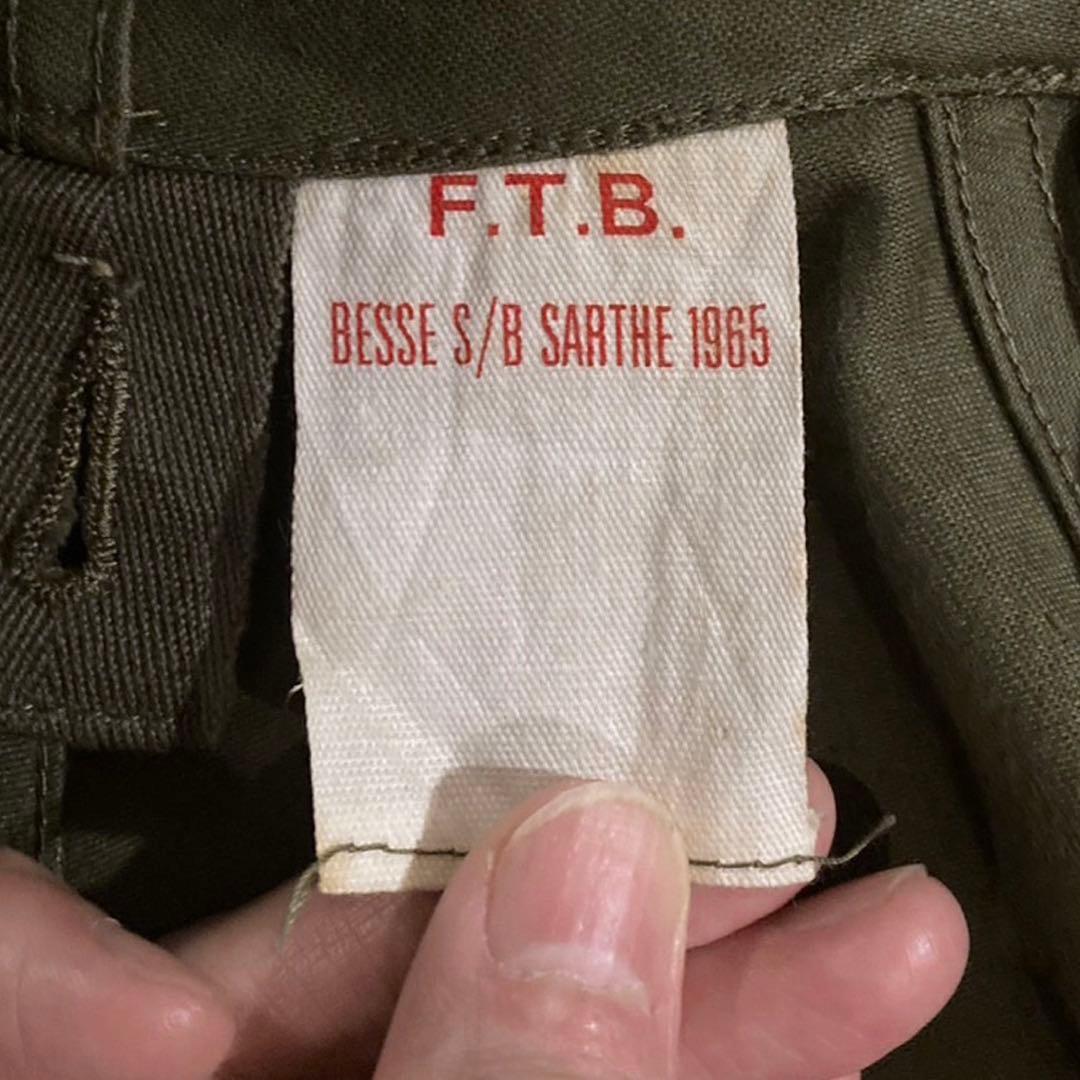 F.T.B.
BESSE S/B SARTHE 1965